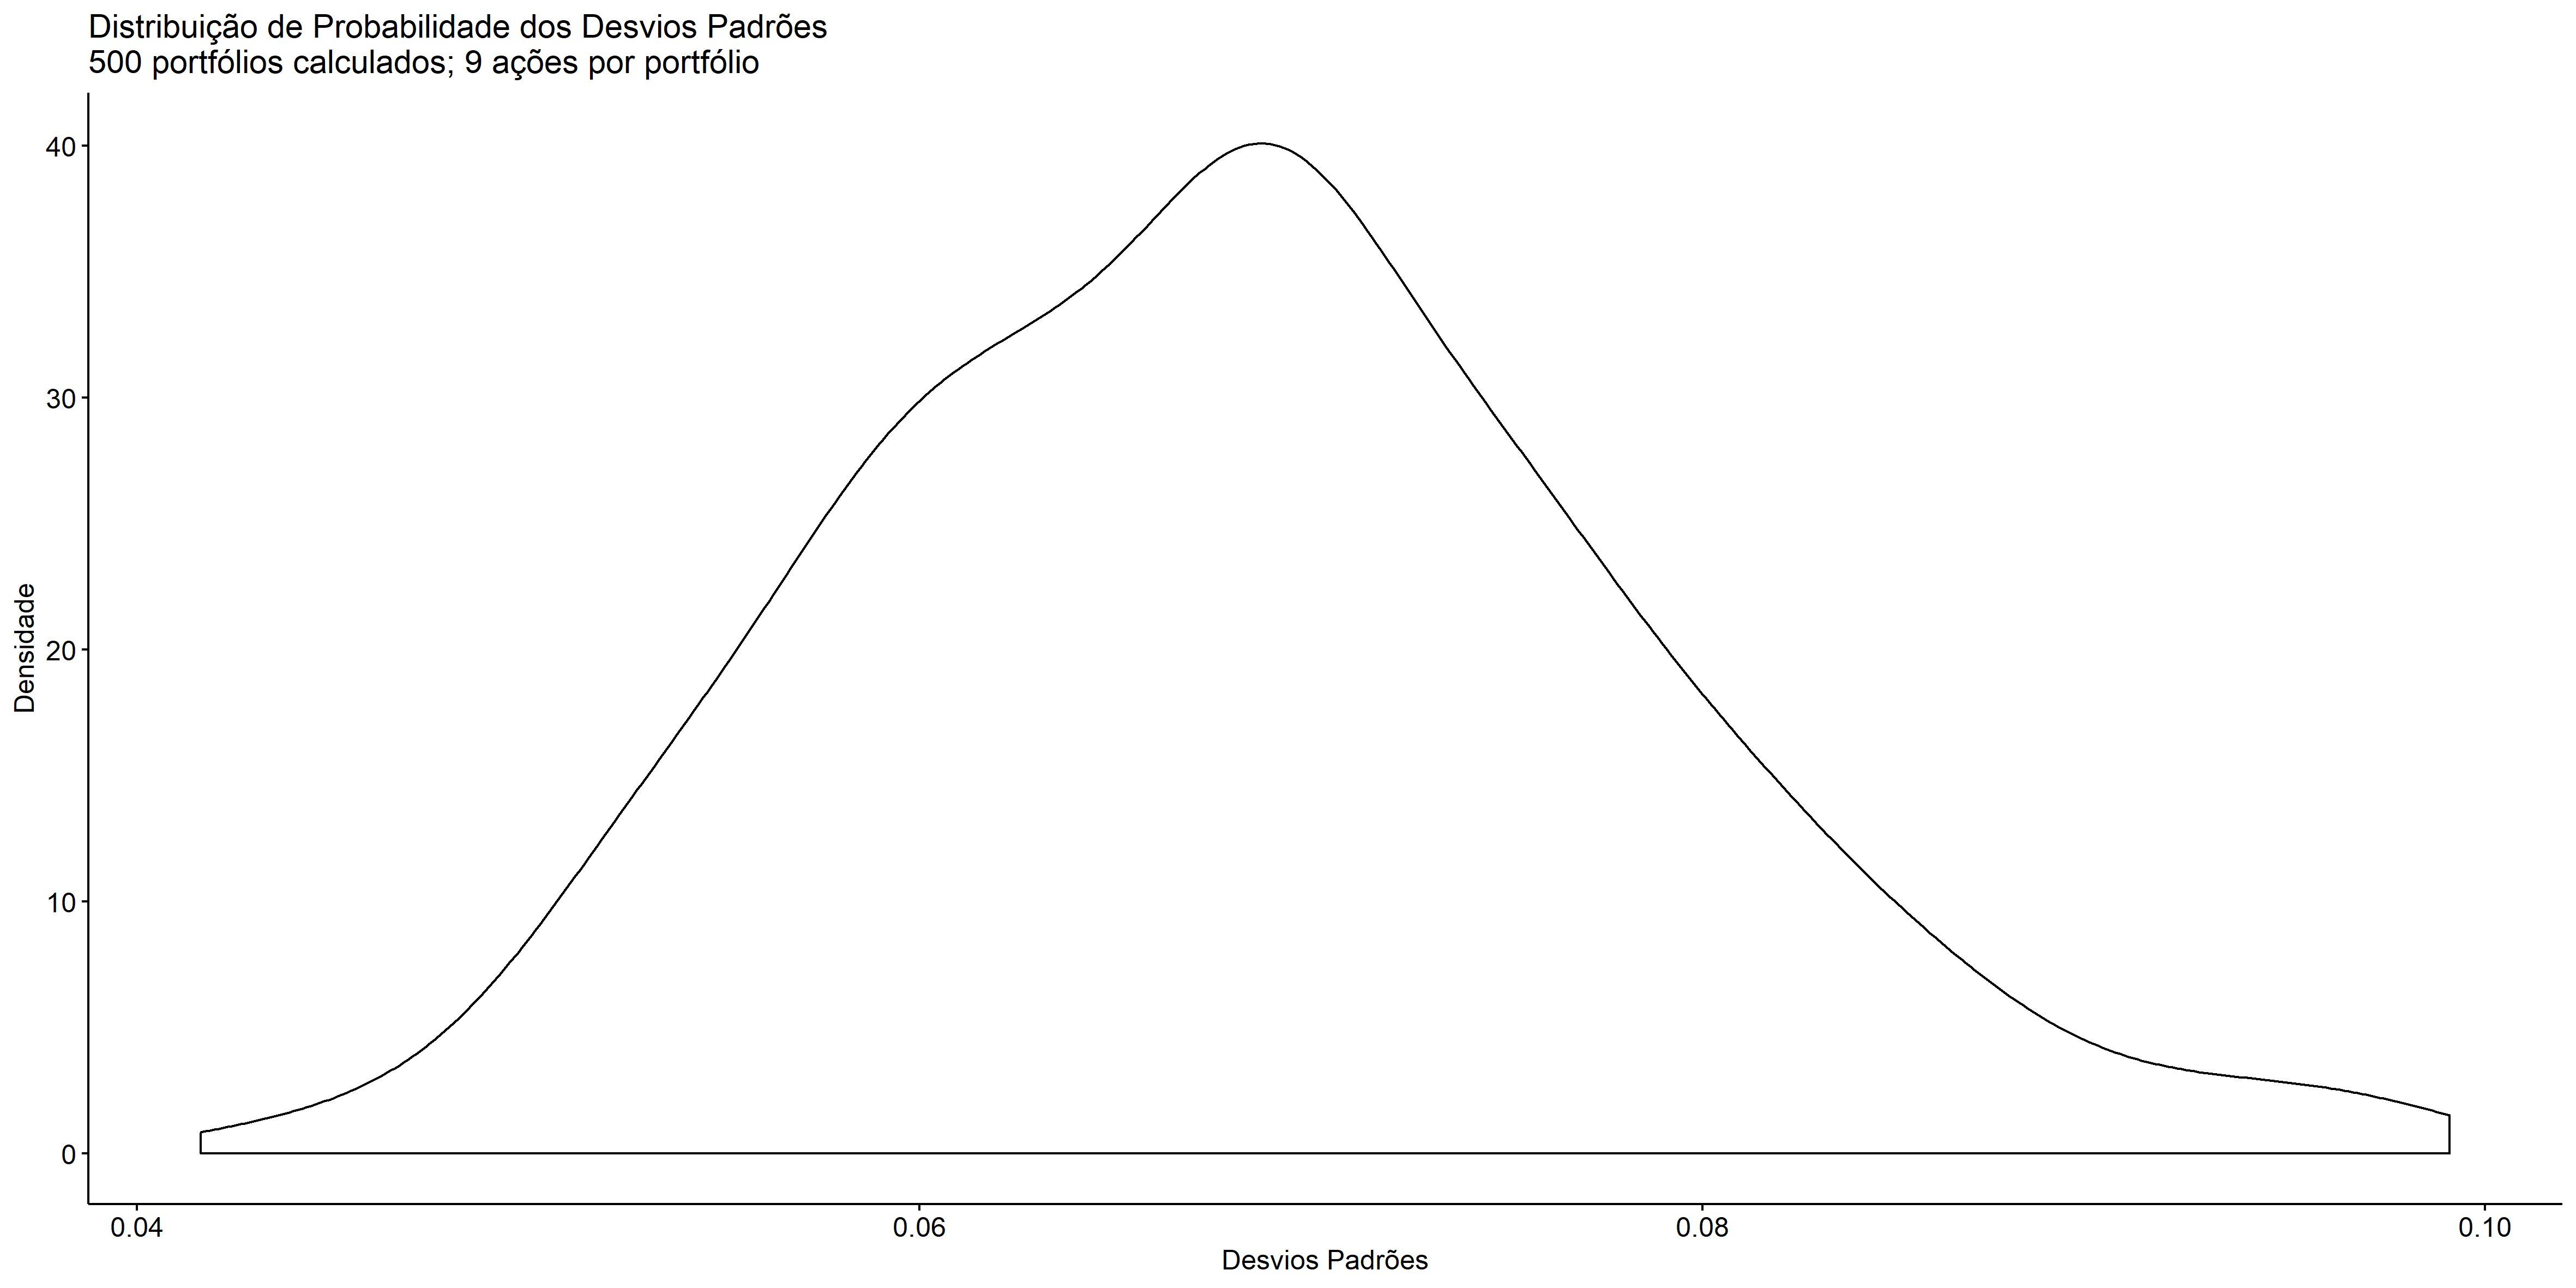 Distribuição de Probabilidade dos Desvios Padrões
500 portfólios calculados; 9 ações por portfólio
40
30
20
10
0
Densidade
0.04 0.06 0.08 0.10
Desvios Padrões